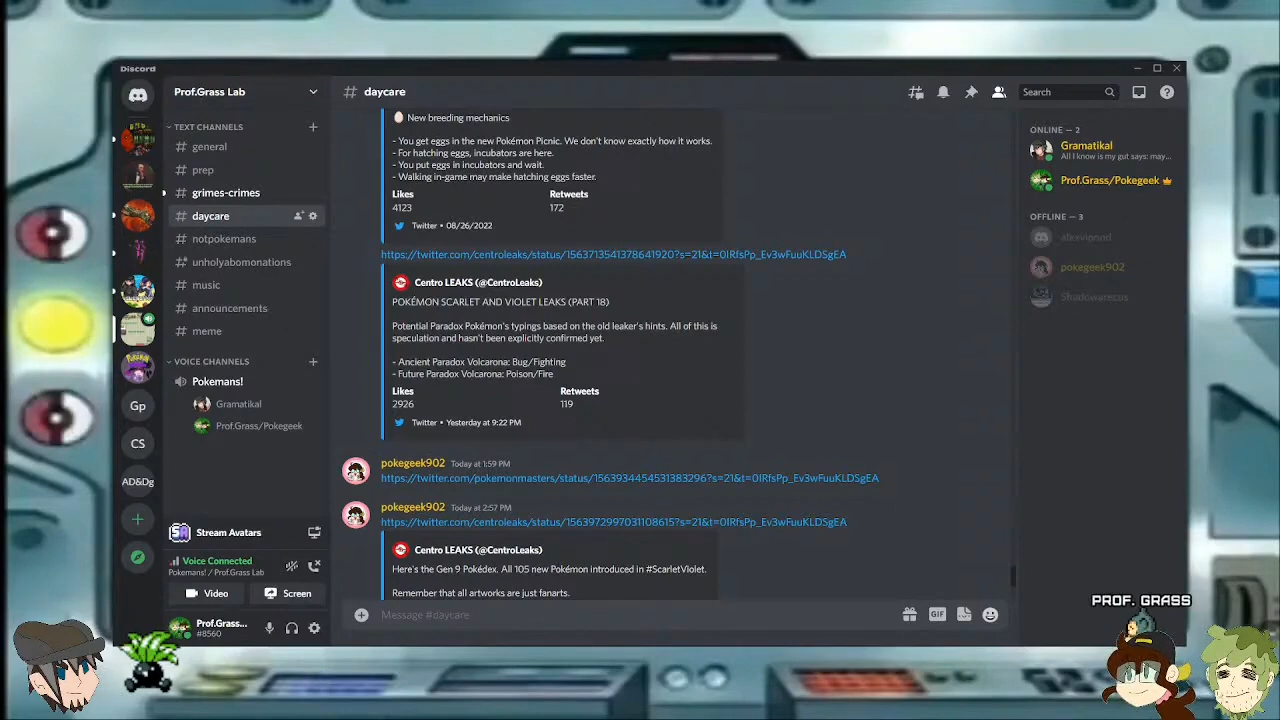 Discord
Prof.Grass Lab
TEXT CHANNELS
general
prep
grimes-crimes
daycare
notpokemans
unholyabomonations
music
announcements
meme
VOICE CHANNELS
Pokemans!
Gramatikal
Prof.Grass/Pokegeek
Gp
CS
AD&Dg
Stream Avatars
Voice Connected
Pokemans! / Prof.Grass Lab
Video
Screen
Prof.Grass...
#8560
daycare
Search
New breeding mechanics
- You get eggs in the new Pokémon Picnic. We don't know exactly how it works.
- For hatching eggs, incubators are here.
- You put eggs in incubators and wait.
- Walking in-game may make hatching eggs faster.
Likes Retweets
4123 172
Twitter • 08/26/2022
https://twitter.com/centroleaks/status/1563713541378641920?s=21&t=0IRfsPp_Ev3wFuuKLDSgEA
Centro LEAKS (@CentroLeaks)
POKÉMON SCARLET AND VIOLET LEAKS (PART 18)
Potential Paradox Pokémon's typings based on the old leaker's hints. All of this is
speculation and hasn't been explicitly confirmed yet.
- Ancient Paradox Volcarona: Bug/Fighting
- Future Paradox Volcarona: Poison/Fire
Likes Retweets
2926 119
Twitter • Yesterday at 9:22 PM
pokegeek902 Today at 1:59 PM
https://twitter.com/pokemonmasters/status/1563934454531383296?s=21&t=0IRfsPp_Ev3wFuuKLDSgEA
pokegeek902 Today at 2:57 PM
https://twitter.com/centroleaks/status/1563972997031108615?s=21&t=0IRfsPp_Ev3wFuuKLDSgEA
Centro LEAKS (@CentroLeaks)
Here's the Gen 9 Pokédex. All 105 new Pokémon introduced in #ScarletViolet.
Remember that all artworks are just fanarts.
Message #daycare
GIF
ONLINE — 2
Gramatikal
All I know is my gut says: may...
Prof.Grass/Pokegeek
OFFLINE — 3
alexvipond
pokegeek902
Shadowarecus
PROF. GRASS